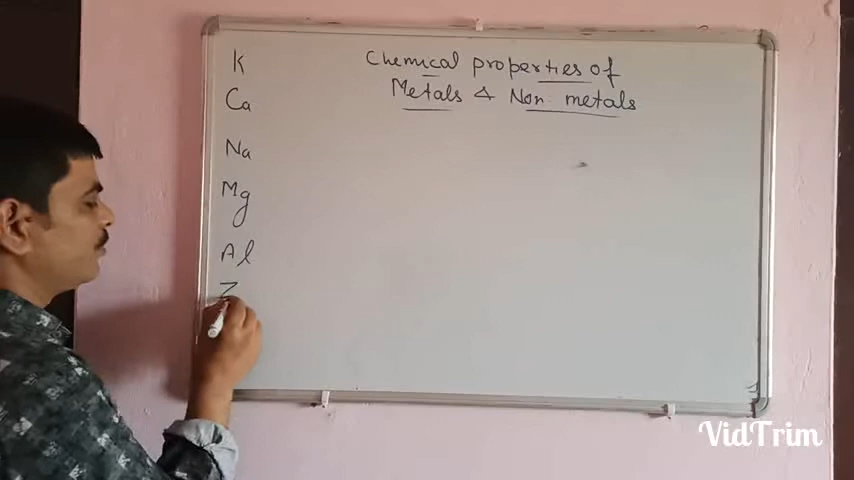 K
Chemical properties of
Ca
Metals & Non metals
Na
Mg
Al
Z
VidTrim